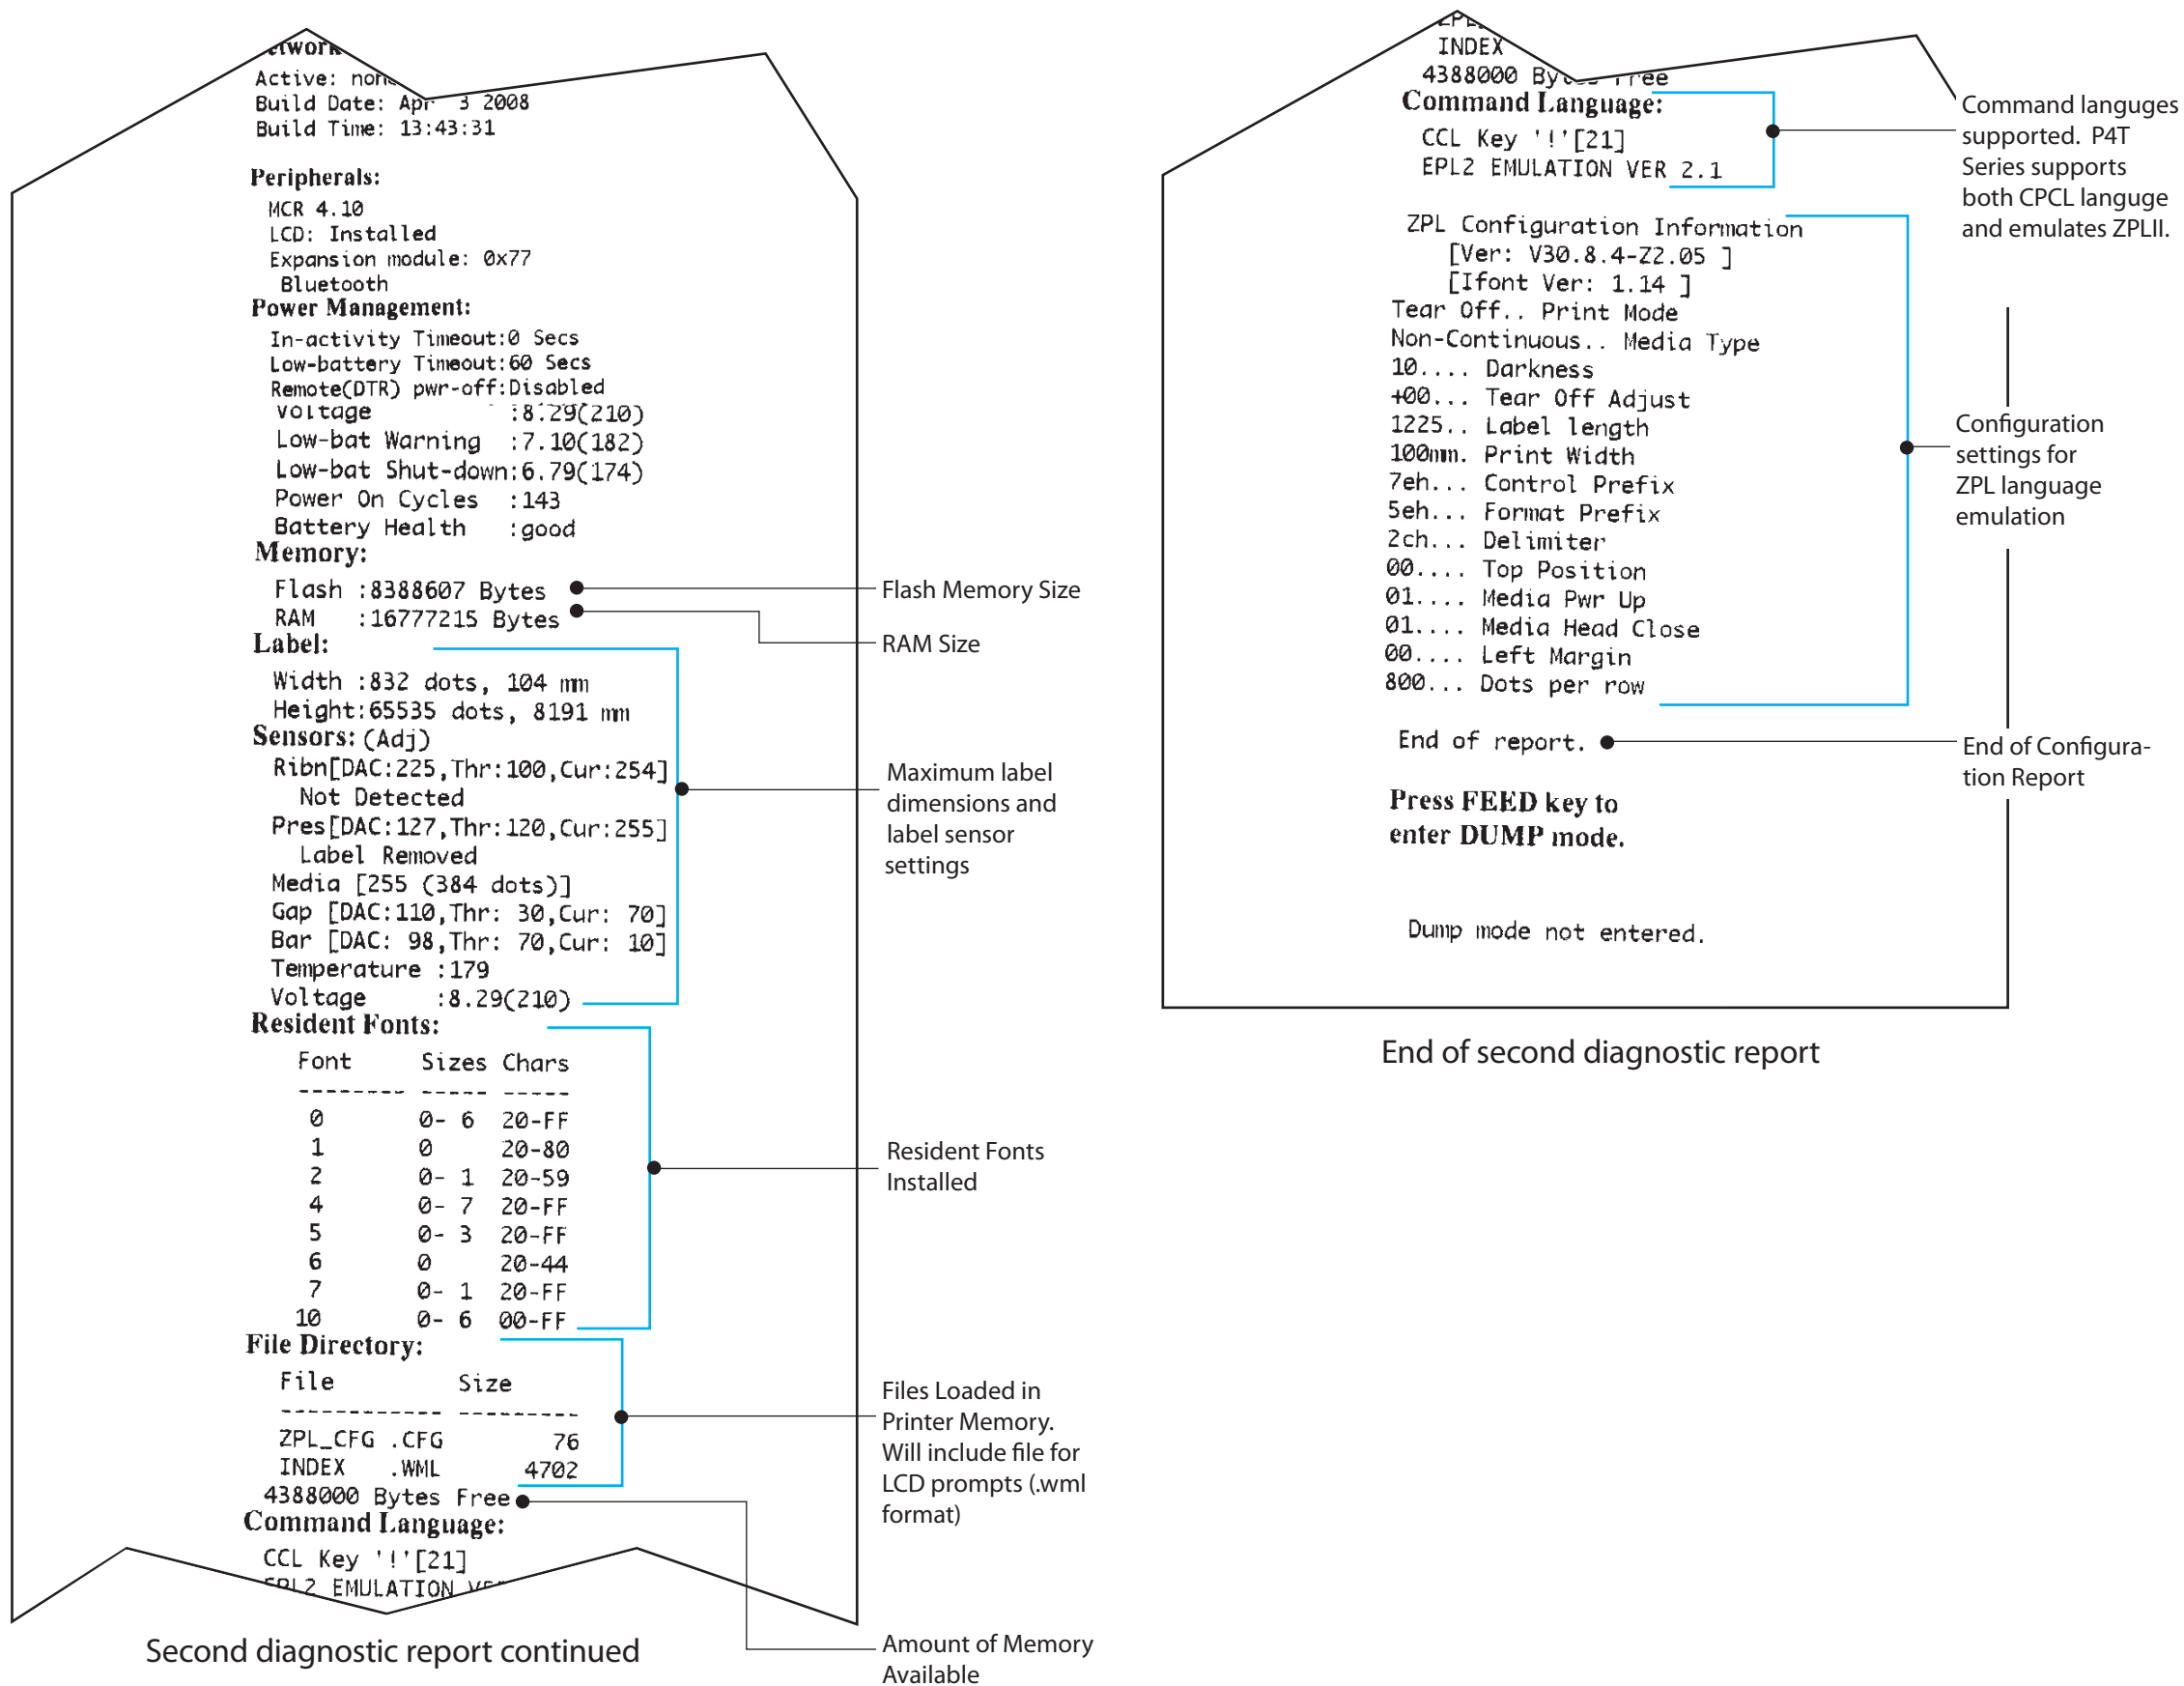 Active:
Build Date: Apr 3 2008
Build Time: 13:43:31
Peripherals:
MCR 4.10
LCD: Installed
Expansion module: 0x77
Bluetooth
Power Management:
In-activity Timeout:0 Secs
Low-battery Timeout:60 Secs
Remote(DTR) pwr-off:Disabled
Voltage :8.29(210)
Low-bat Warning :7.10(182)
Low-bat Shut-down:6.79(174)
Power On Cycles :143
Battery Health :good
Memory:
Flash :8388607 Bytes
RAM :16777215 Bytes
Label:
Width :832 dots, 104 mm
Height:65535 dots, 8191 mm
Sensors: (Adj)
Ribn[DAC:225,Thr:100,Cur:254]
Not Detected
Pres[DAC:127,Thr:120,Cur:255]
Label Removed
Media [255 (384 dots)]
Gap [DAC:110,Thr: 30,Cur: 70]
Bar [DAC: 98,Thr: 70,Cur: 10]
Temperature :179
Voltage :8.29(210)
Resident Fonts:
Font Sizes Chars
-------- ----- -----
0 0- 6 20-FF
1 0 20-80
2 0- 1 20-59
4 0- 7 20-FF
5 0- 3 20-FF
6 0 20-44
7 0- 1 20-FF
10 0- 6 00-FF
File Directory:
File Size
------------ ---------
ZPL_CFG .CFG 76
INDEX .WML 4702
4388000 Bytes Free
Command Language:
CCL Key '!'[21]
EPL2 EMULATION
Flash Memory Size
RAM Size
Maximum label
dimensions and
label sensor
settings
Resident Fonts
Installed
Files Loaded in
Printer Memory.
Will include file for
LCD prompts (.wml
format)
Amount of Memory
Available
Second diagnostic report continued
INDEX
4388000 Bytes Free
Command Language:
CCL Key '!'[21]
EPL2 EMULATION VER 2.1
ZPL Configuration Information
[Ver: V30.8.4-Z2.05 ]
[Ifont Ver: 1.14 ]
Tear Off.. Print Mode
Non-Continuous.. Media Type
10.... Darkness
+00... Tear Off Adjust
1225.. Label length
100mm. Print Width
7eh... Control Prefix
5eh... Format Prefix
2ch... Delimiter
00.... Top Position
01.... Media Pwr Up
01.... Media Head Close
00.... Left Margin
800... Dots per row
End of report.
Press FEED key to
enter DUMP mode.
Dump mode not entered.
Command languges
supported. P4T
Series supports
both CPCL languge
and emulates ZPLII.
Configuration
settings for
ZPL language
emulation
End of Configura-
tion Report
End of second diagnostic report